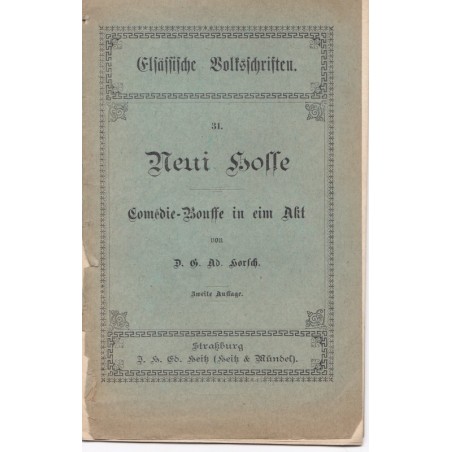 Elsässische Volksschriften.
31.
Neui Hosse
Comédie-Bouffe in eim Akt
von
D. G. Ad. Horsch.
Zweite Auflage.
Straßburg
J. H. Ed. Heitz (Heitz & Mündel).